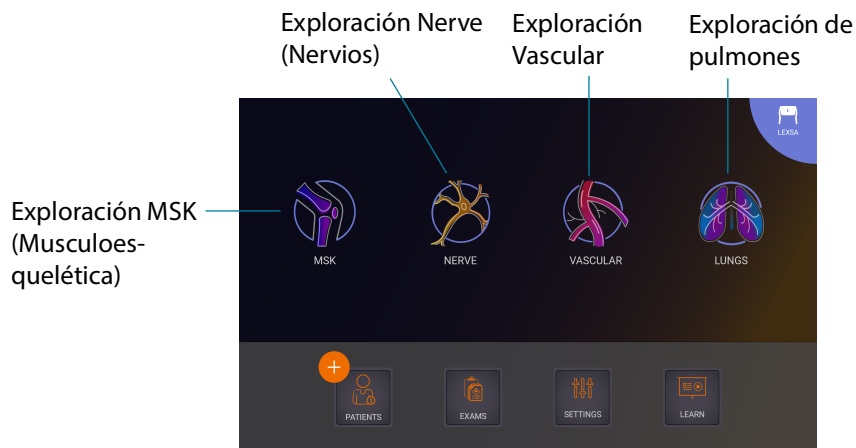 Exploración Nerve
(Nervios)
Exploración
Vascular
Exploración de
pulmones
LEXSA
Exploración MSK
(Musculoes-
quelética)
MSK
NERVE
VASCULAR
LUNGS
PATIENTS
EXAMS
SETTINGS
LEARN